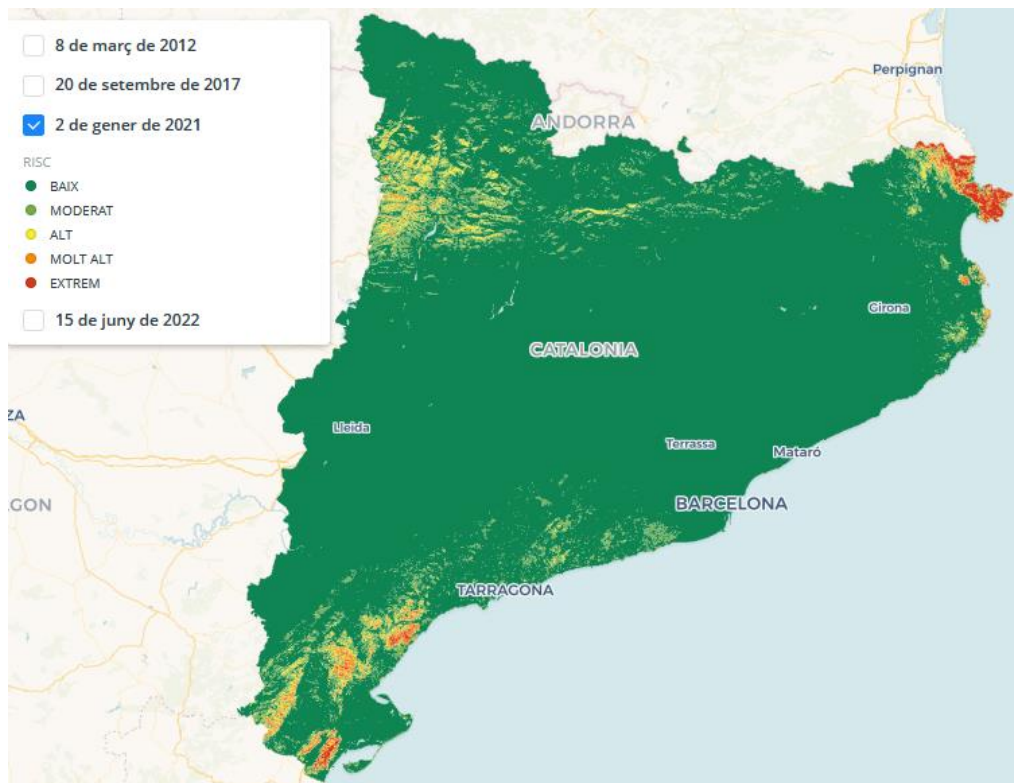 8 de març de 2012
20 de setembre de 2017
2 de gener de 2021
RISC
BAIX
MODERAT
ALT
MOLT ALT
EXTREM
15 de juny de 2022
Perpignan
ANDORRA
Girona
CATALONIA
ZA
Lleida
Terrassa
Mataró
GON
BARCELONA
TARRAGONA